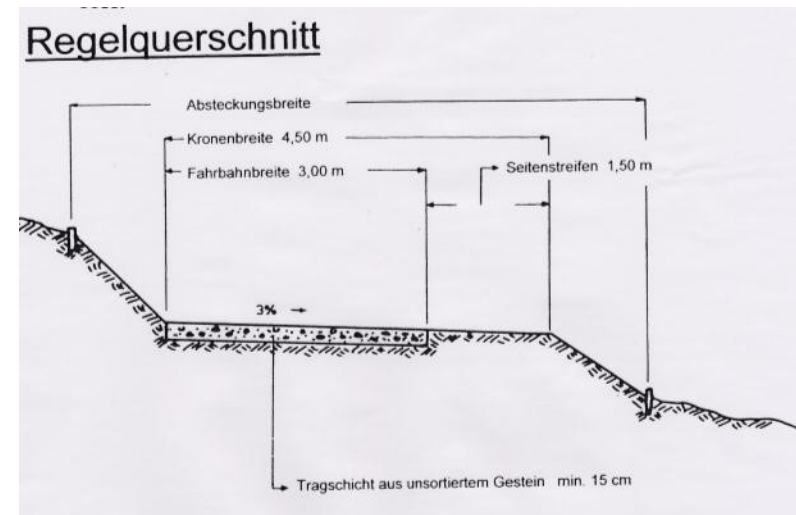 Regelquerschnitt
Absteckungsbreite
Kronenbreite 4,50 m
Fahrbahnbreite 3,00 m
Seitenstreifen 1,50 m
3%
Tragschicht aus unsortiertem Gestein min. 15 cm